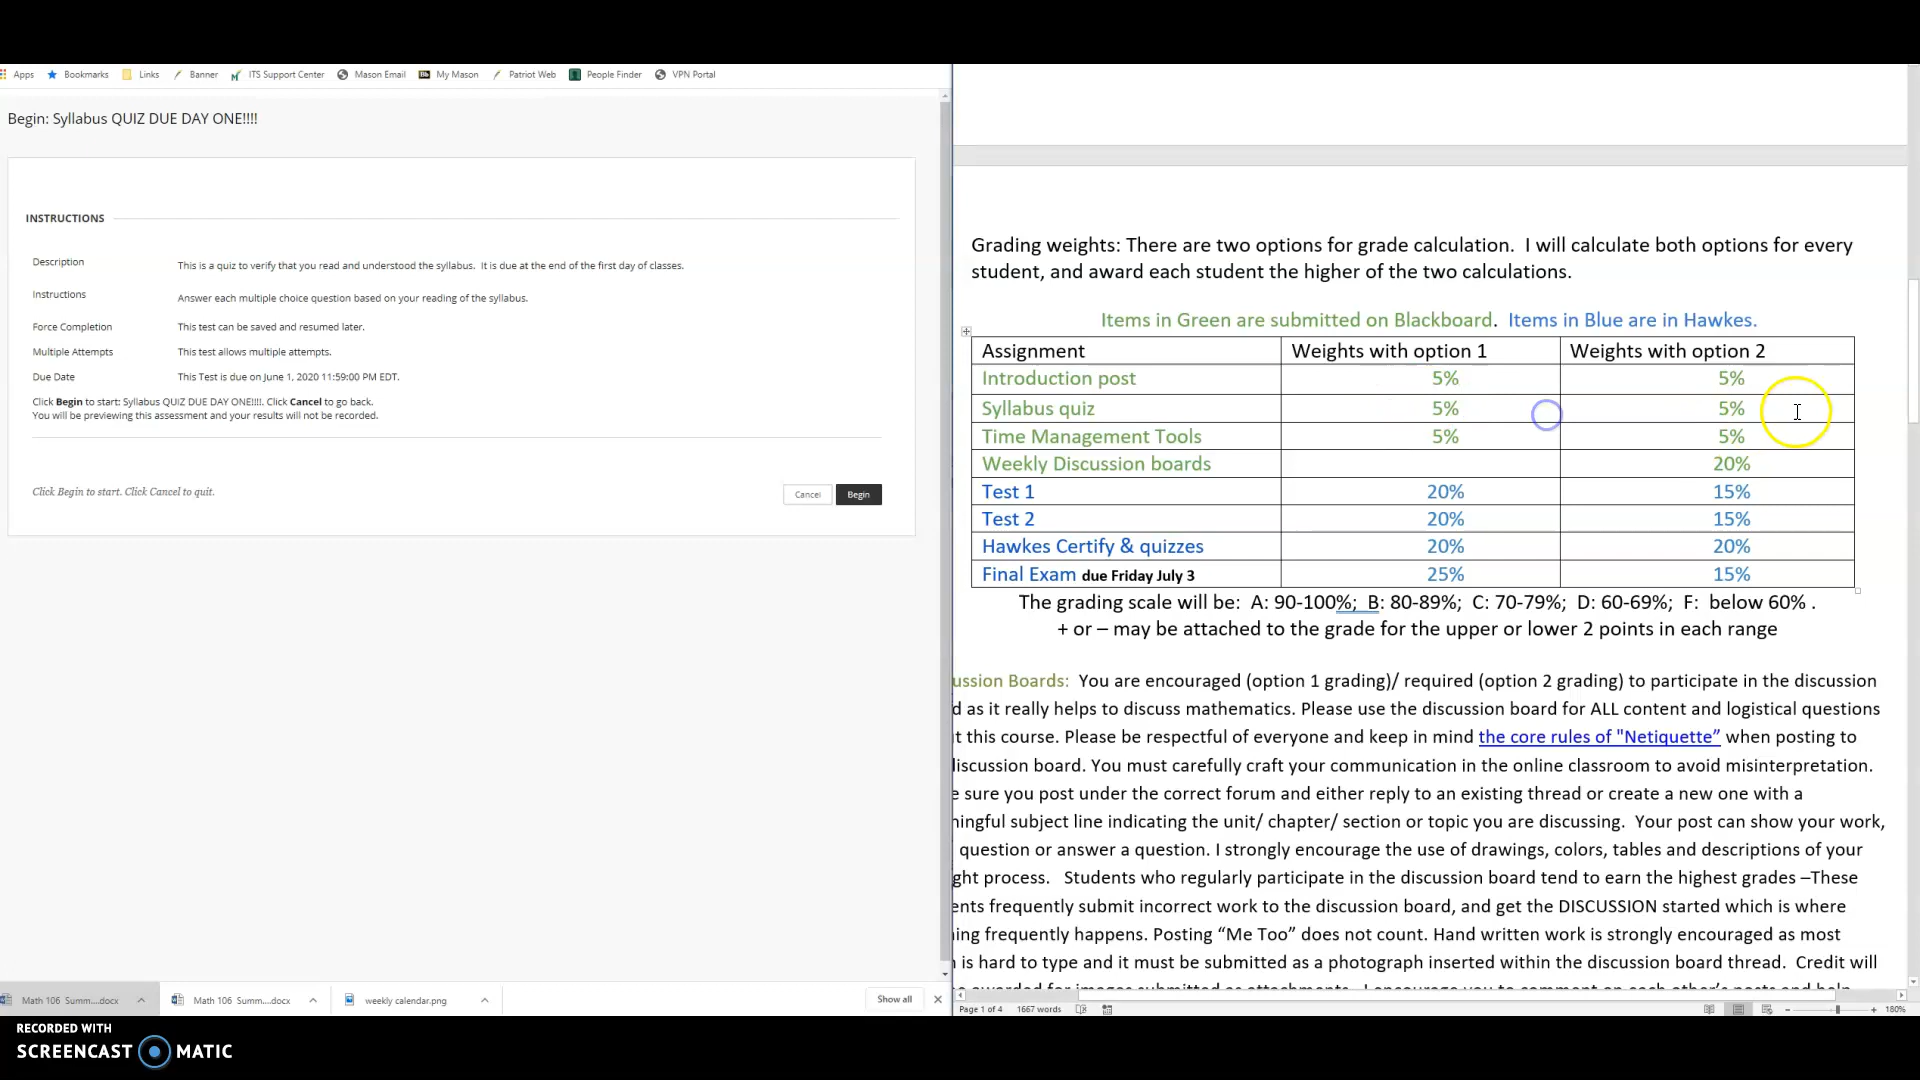 Apps Bookmarks Links Banner ITS Support Center Mason Email My Mason Patriot Web People Finder VPN Portal
Begin: Syllabus QUIZ DUE DAY ONE!!!!
INSTRUCTIONS
Description This is a quiz to verify that you read and understood the syllabus. It is due at the end of the first day of classes.
Instructions Answer each multiple choice question based on your reading of the syllabus.
Force Completion This test can be saved and resumed later.
Multiple Attempts This test allows multiple attempts.
Due Date This Test is due on June 1, 2020 11:59:00 PM EDT.
Click Begin to start: Syllabus QUIZ DUE DAY ONE!!!!. Click Cancel to go back.
You will be previewing this assessment and your results will not be recorded.
Click Begin to start. Click Cancel to quit.
Cancel Begin
Math 106 Summ....docx Math 106 Summ....docx weekly calendar.png Show all
Grading weights: There are two options for grade calculation. I will calculate both options for every
student, and award each student the higher of the two calculations.
Items in Green are submitted on Blackboard. Items in Blue are in Hawkes.
Assignment Weights with option 1 Weights with option 2
Introduction post 5% 5%
Syllabus quiz 5% 5%
Time Management Tools 5% 5%
Weekly Discussion boards 20%
Test 1 20% 15%
Test 2 20% 15%
Hawkes Certify & quizzes 20% 20%
Final Exam due Friday July 3 25% 15%
The grading scale will be: A: 90-100%; B: 80-89%; C: 70-79%; D: 60-69%; F: below 60% .
+ or – may be attached to the grade for the upper or lower 2 points in each range
ussion Boards: You are encouraged (option 1 grading)/ required (option 2 grading) to participate in the discussion
d as it really helps to discuss mathematics. Please use the discussion board for ALL content and logistical questions
t this course. Please be respectful of everyone and keep in mind the core rules of "Netiquette” when posting to
discussion board. You must carefully craft your communication in the online classroom to avoid misinterpretation.
e sure you post under the correct forum and either reply to an existing thread or create a new one with a
ningful subject line indicating the unit/ chapter/ section or topic you are discussing. Your post can show your work,
question or answer a question. I strongly encourage the use of drawings, colors, tables and descriptions of your
ght process. Students who regularly participate in the discussion board tend to earn the highest grades –These
ents frequently submit incorrect work to the discussion board, and get the DISCUSSION started which is where
ning frequently happens. Posting “Me Too” does not count. Hand written work is strongly encouraged as most
n is hard to type and it must be submitted as a photograph inserted within the discussion board thread. Credit will
Page 1 of 4 1667 words 180%
RECORDED WITH
SCREENCAST MATIC